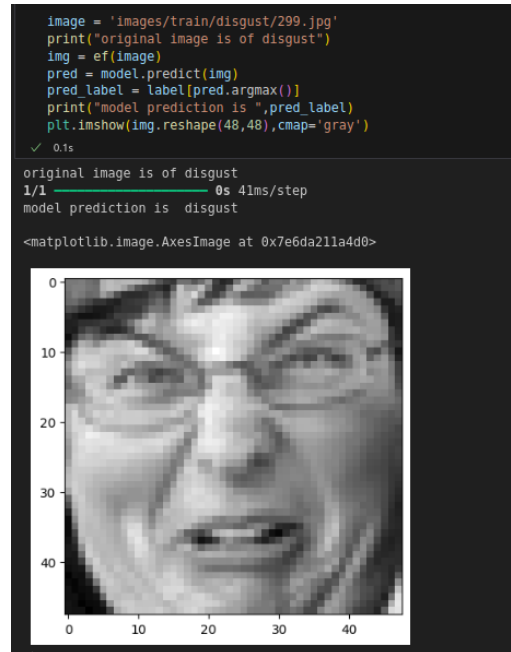 image = 'images/train/disgust/299.jpg'
print("original image is of disgust")
img = ef(image)
pred = model.predict(img)
pred_label = label[pred.argmax()]
print("model prediction is ",pred_label)
plt.imshow(img.reshape(48,48),cmap='gray')
✓ 0.1s
original image is of disgust
1/1 ━━━━━━━━━━━━━━━━━━━━ 0s 41ms/step
model prediction is  disgust
<matplotlib.image.AxesImage at 0x7e6da211a4d0>
0
10
20
30
40
0 10 20 30 40